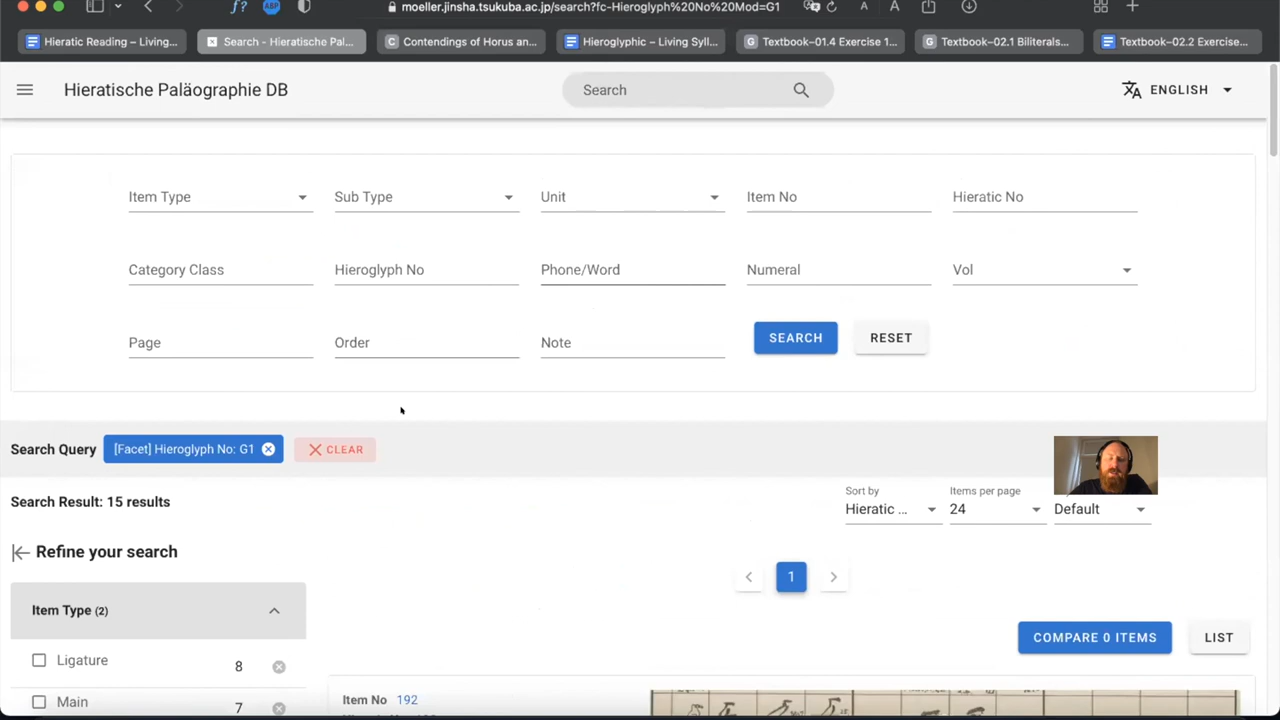 moeller.jinsha.tsukuba.ac.jp/search?fc-Hieroglyph%20No%20Mod=G1
Hieratic Reading – Living...
Search - Hieratische Pal...
Contendings of Horus an...
Hieroglyphic – Living Syll...
Textbook–01.4 Exercise 1...
Textbook–02.1 Biliterals...
Textbook–02.2 Exercise...
Hieratische Paläographie DB
Search
ENGLISH
Item Type
Sub Type
Unit
Item No
Hieratic No
Category Class
Hieroglyph No
Phone/Word
Numeral
Vol
Page
Order
Note
SEARCH
RESET
Search Query
[Facet] Hieroglyph No: G1
CLEAR
Search Result: 15 results
Sort by
Hieratic ...
Items per page
24
Default
Refine your search
1
Item Type (2)
COMPARE 0 ITEMS
LIST
Ligature 8
Main 7
Item No 192